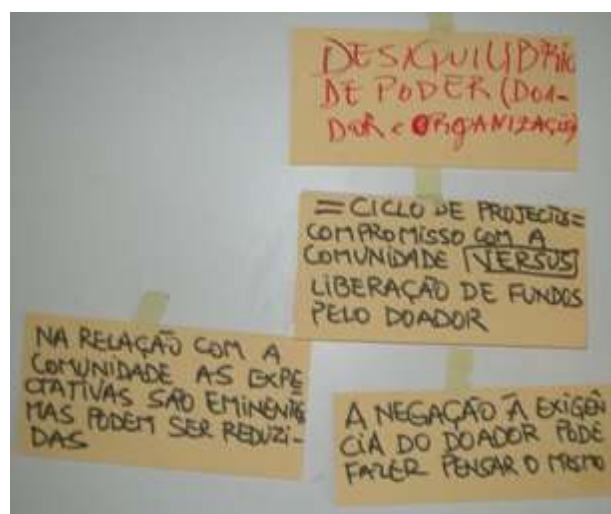 DESIQUILIBRIO
DE PODER (DOA-
DOR e ORGANIZAÇÃO)
=CICLO DE PROJECTOS=
COMPROMISSO COM A
COMUNIDADE VERSUS
LIBERAÇÃO DE FUNDOS
PELO DOADOR
NA RELAÇÃO COM A
COMUNIDADE AS EXPE
CTATIVAS SÃO EMINENTES
MAS PODEM SER REDUZI-
DAS
A NEGAÇÃO À EXIGÊN
CIA DO DOADOR PODE
FAZER PENSAR O MESMO